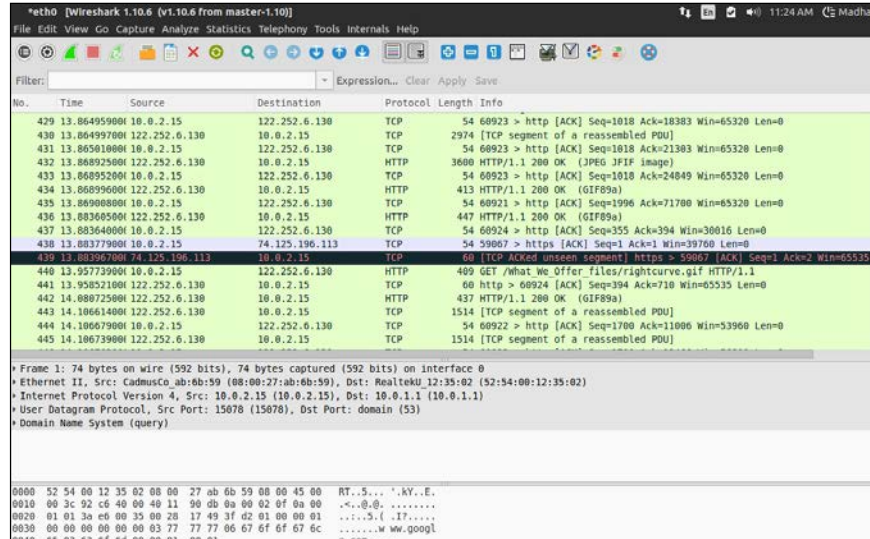 *eth0 [Wireshark 1.10.6 (v1.10.6 from master-1.10)] En 11:24 AM Madha
File Edit View Go Capture Analyze Statistics Telephony Tools Internals Help
Filter: Expression... Clear Apply Save
No. Time Source Destination Protocol Length Info
429 13.86495900( 10.0.2.15 122.252.6.130 TCP 54 60923 > http [ACK] Seq=1018 Ack=18383 Win=65320 Len=0
430 13.86499700( 122.252.6.130 10.0.2.15 TCP 2974 [TCP segment of a reassembled PDU]
431 13.86501000( 10.0.2.15 122.252.6.130 TCP 54 60923 > http [ACK] Seq=1018 Ack=21303 Win=65320 Len=0
432 13.86892500( 122.252.6.130 10.0.2.15 HTTP 3600 HTTP/1.1 200 OK (JPEG JFIF image)
433 13.86895200( 10.0.2.15 122.252.6.130 TCP 54 60923 > http [ACK] Seq=1018 Ack=24849 Win=65320 Len=0
434 13.86899600( 122.252.6.130 10.0.2.15 HTTP 413 HTTP/1.1 200 OK (GIF89a)
435 13.86900800( 10.0.2.15 122.252.6.130 TCP 54 60921 > http [ACK] Seq=1996 Ack=71700 Win=65320 Len=0
436 13.88360500( 122.252.6.130 10.0.2.15 HTTP 447 HTTP/1.1 200 OK (GIF89a)
437 13.88364000( 10.0.2.15 122.252.6.130 TCP 54 60924 > http [ACK] Seq=355 Ack=394 Win=30016 Len=0
438 13.88377900( 10.0.2.15 74.125.196.113 TCP 54 59067 > https [ACK] Seq=1 Ack=1 Win=39760 Len=0
439 13.88396700( 74.125.196.113 10.0.2.15 TCP 60 [TCP ACKed unseen segment] https > 59067 [ACK] Seq=1 Ack=2 Win=65535
440 13.95773900( 10.0.2.15 122.252.6.130 HTTP 409 GET /What_We_Offer_files/rightcurve.gif HTTP/1.1
441 13.95852100( 122.252.6.130 10.0.2.15 TCP 60 http > 60924 [ACK] Seq=394 Ack=710 Win=65535 Len=0
442 14.08072500( 122.252.6.130 10.0.2.15 HTTP 437 HTTP/1.1 200 OK (GIF89a)
443 14.10661400( 122.252.6.130 10.0.2.15 TCP 1514 [TCP segment of a reassembled PDU]
444 14.10667900( 10.0.2.15 122.252.6.130 TCP 54 60922 > http [ACK] Seq=1700 Ack=11006 Win=53960 Len=0
445 14.10673900( 122.252.6.130 10.0.2.15 TCP 1514 [TCP segment of a reassembled PDU]
Frame 1: 74 bytes on wire (592 bits), 74 bytes captured (592 bits) on interface 0
Ethernet II, Src: CadmusCo_ab:6b:59 (08:00:27:ab:6b:59), Dst: RealtekU_12:35:02 (52:54:00:12:35:02)
Internet Protocol Version 4, Src: 10.0.2.15 (10.0.2.15), Dst: 10.0.1.1 (10.0.1.1)
User Datagram Protocol, Src Port: 15078 (15078), Dst Port: domain (53)
Domain Name System (query)
0000 52 54 00 12 35 02 08 00 27 ab 6b 59 08 00 45 00 RT..5... '.kY..E.
0010 00 3c 92 c6 40 00 40 11 90 db 0a 00 02 0f 0a 00 .<..@.@. ........
0020 01 01 3a e6 00 35 00 28 17 49 3f d2 01 00 00 01 ..:..5.( .I?.....
0030 00 00 00 00 00 00 03 77 77 77 06 67 6f 6f 67 6c .......w ww.googl